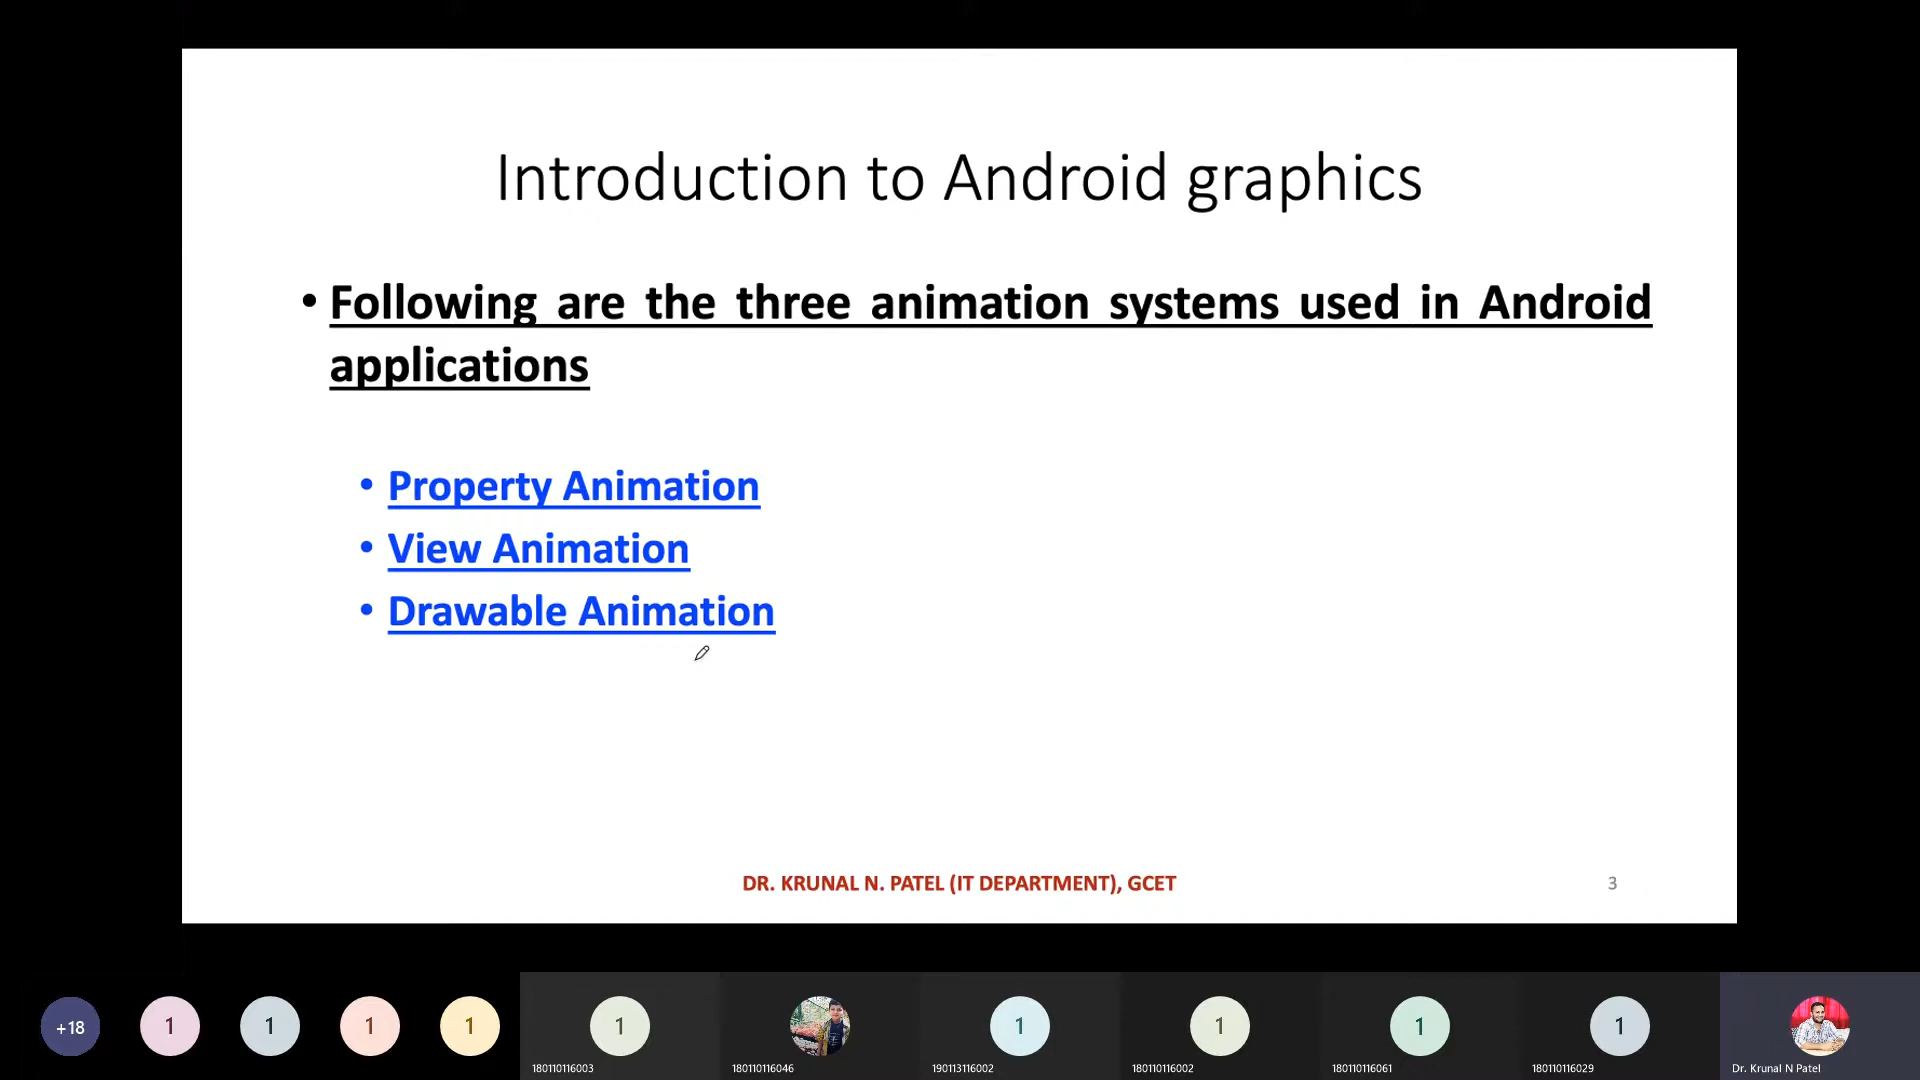 Introduction to Android graphics
• Following are the three animation systems used in Android
applications
• Property Animation
• View Animation
• Drawable Animation
DR. KRUNAL N. PATEL (IT DEPARTMENT), GCET
3
+18
1
1
1
1
1
1
1
1
1
180110116003
180110116046
190113116002
180110116002
180110116061
180110116029
Dr. Krunal N Patel